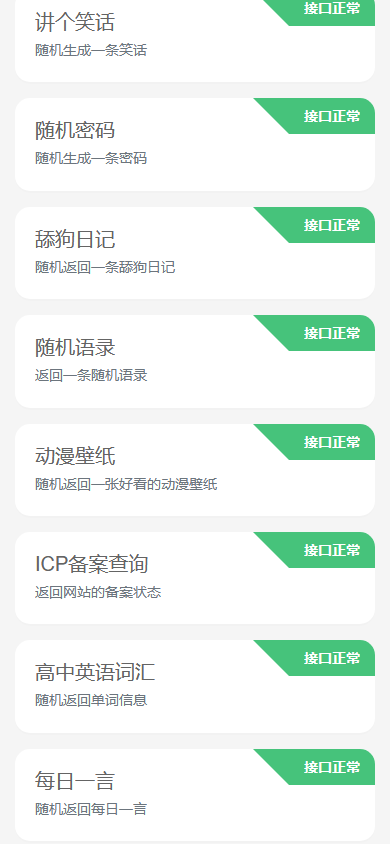 接口正常
讲个笑话
随机生成一条笑话
接口正常
随机密码
随机生成一条密码
接口正常
舔狗日记
随机返回一条舔狗日记
接口正常
随机语录
返回一条随机语录
接口正常
动漫壁纸
随机返回一张好看的动漫壁纸
接口正常
ICP备案查询
返回网站的备案状态
接口正常
高中英语词汇
随机返回单词信息
接口正常
每日一言
随机返回每日一言